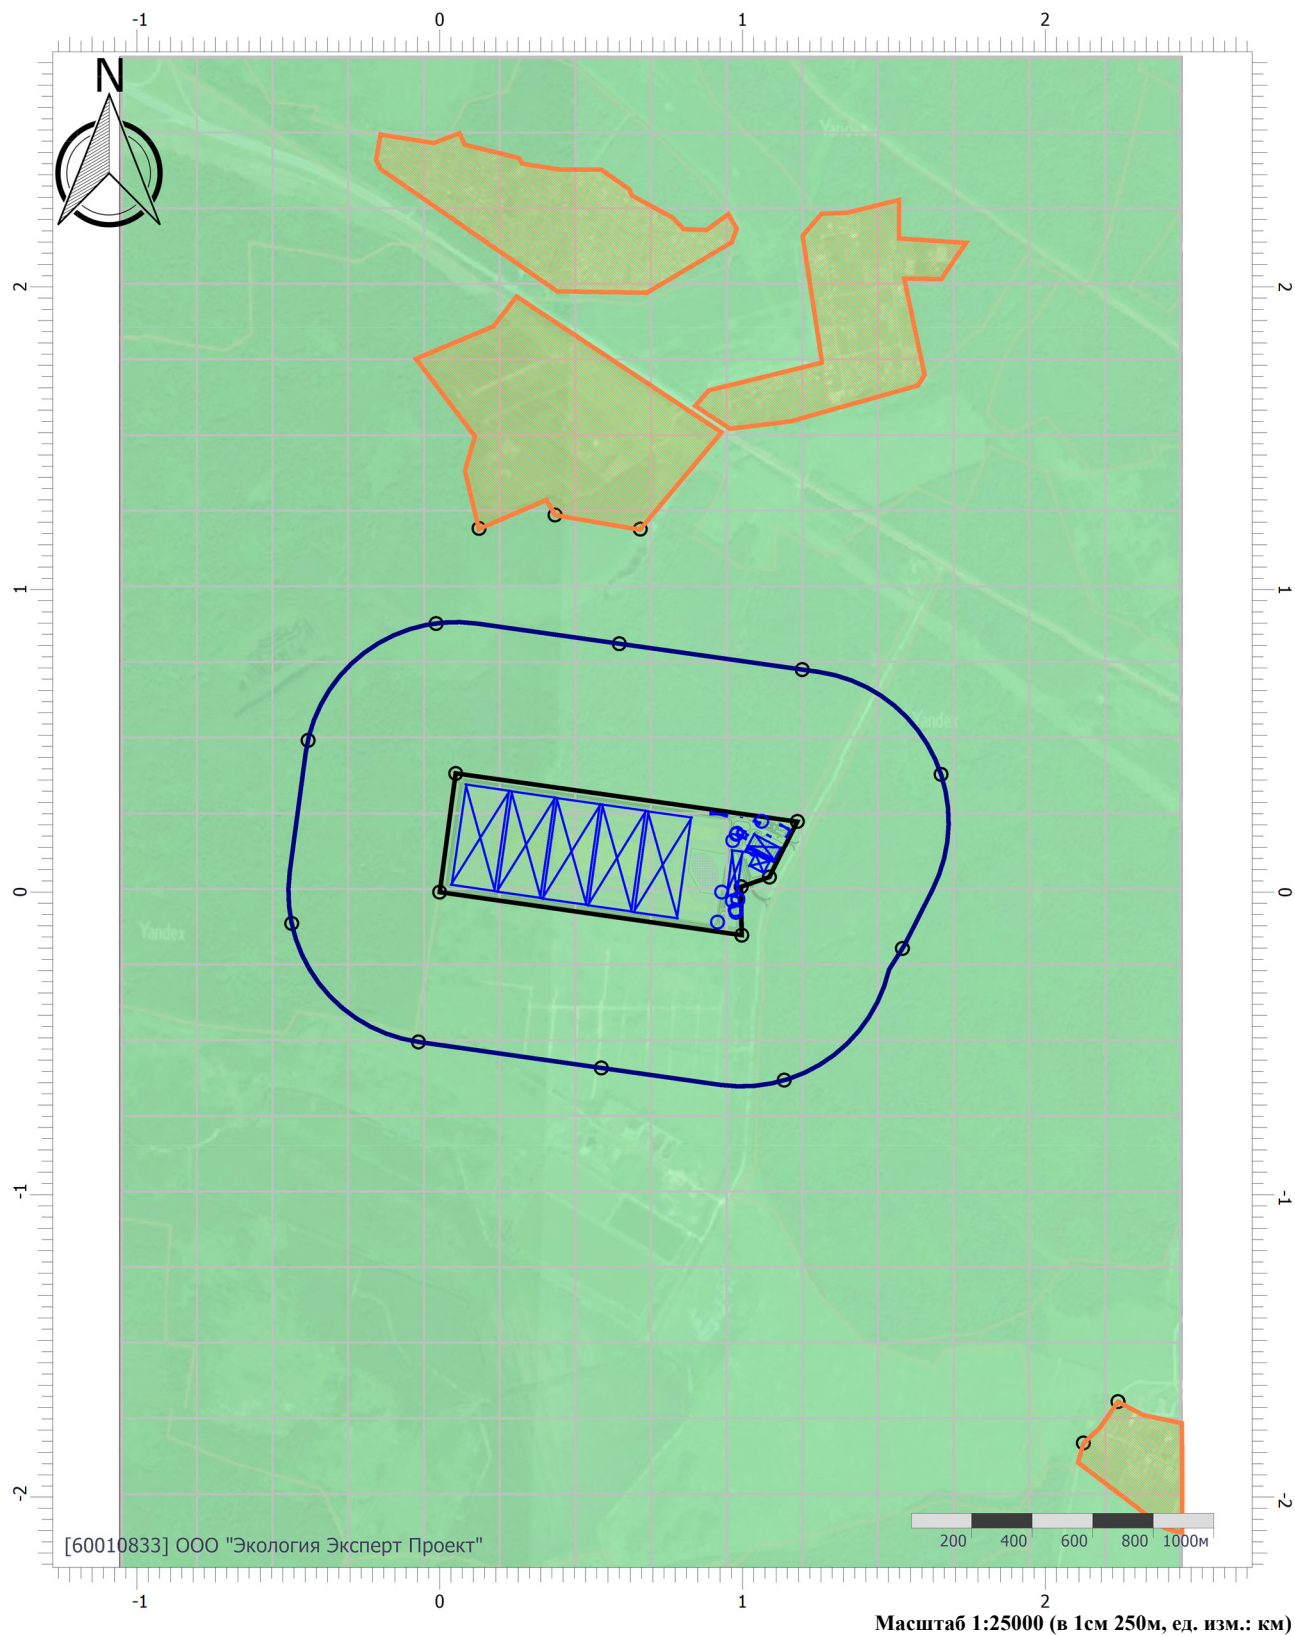 -1 0 1 2
N
Yandex
2 2
1 1
Yandex
0 0
Yandex
-1 -1
-2 -2
200 400 600 800 1000м
[60010833] ООО "Экология Эксперт Проект"
-1 0 1 2
Масштаб 1:25000 (в 1см 250м, ед. изм.: км)